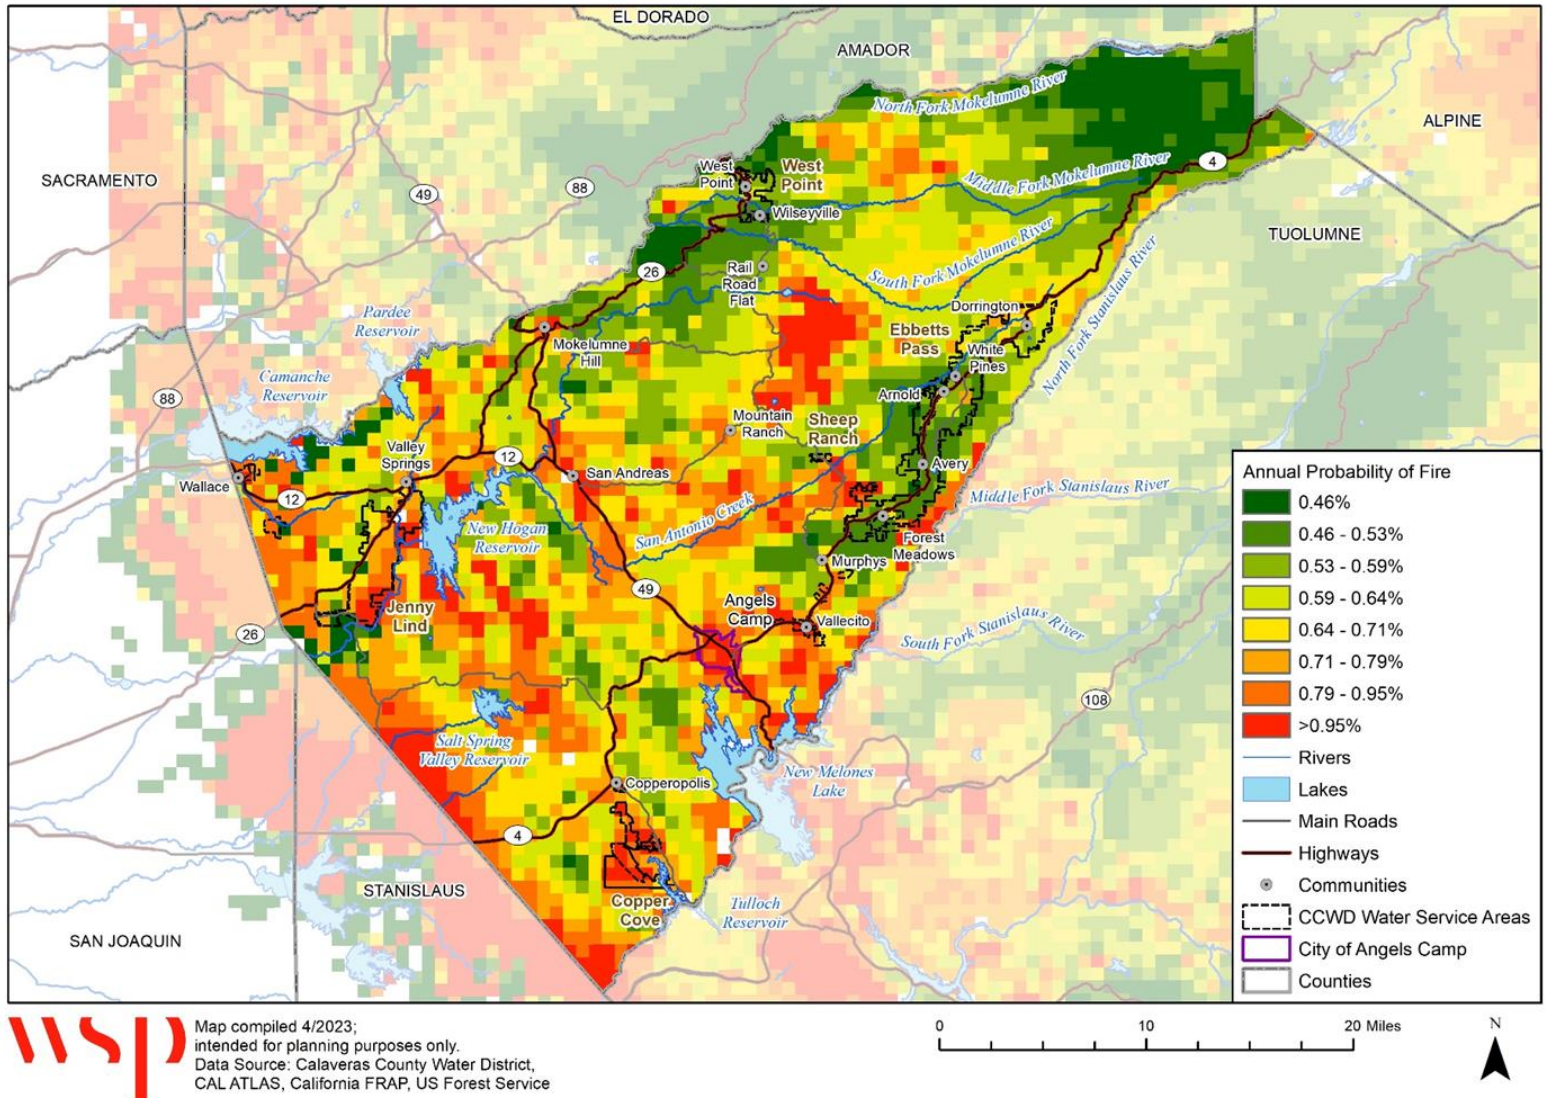 EL DORADO
AMADOR
ALPINE
SACRAMENTO
TUOLUMNE
STANISLAUS
SAN JOAQUIN
North Fork Mokelumne River
Middle Fork Mokelumne River
South Fork Mokelumne River
North Fork Stanislaus River
Middle Fork Stanislaus River
South Fork Stanislaus River
San Antonio Creek
4
49
88
26
88
12
12
49
26
108
4
West
Point
West
Point
Wilseyville
Rail
Road
Flat
Mokelumne
Hill
Pardee
Reservoir
Camanche
Reservoir
Dorrington
Ebbetts
Pass
White
Pines
Arnold
Sheep
Ranch
Mountain
Ranch
Avery
Valley
Springs
Wallace
San Andreas
New Hogan
Reservoir
Forest
Meadows
Murphys
Angels
Camp
Vallecito
Jenny
Lind
Salt Spring
Valley Reservoir
Copperopolis
New Melones
Lake
Copper
Cove
Tulloch
Reservoir
Annual Probability of Fire
0.46%
0.46 - 0.53%
0.53 - 0.59%
0.59 - 0.64%
0.64 - 0.71%
0.71 - 0.79%
0.79 - 0.95%
>0.95%
Rivers
Lakes
Main Roads
Highways
Communities
CCWD Water Service Areas
City of Angels Camp
Counties
wsp
Map compiled 4/2023;
intended for planning purposes only.
Data Source: Calaveras County Water District,
CAL ATLAS, California FRAP, US Forest Service
0 10 20 Miles
N